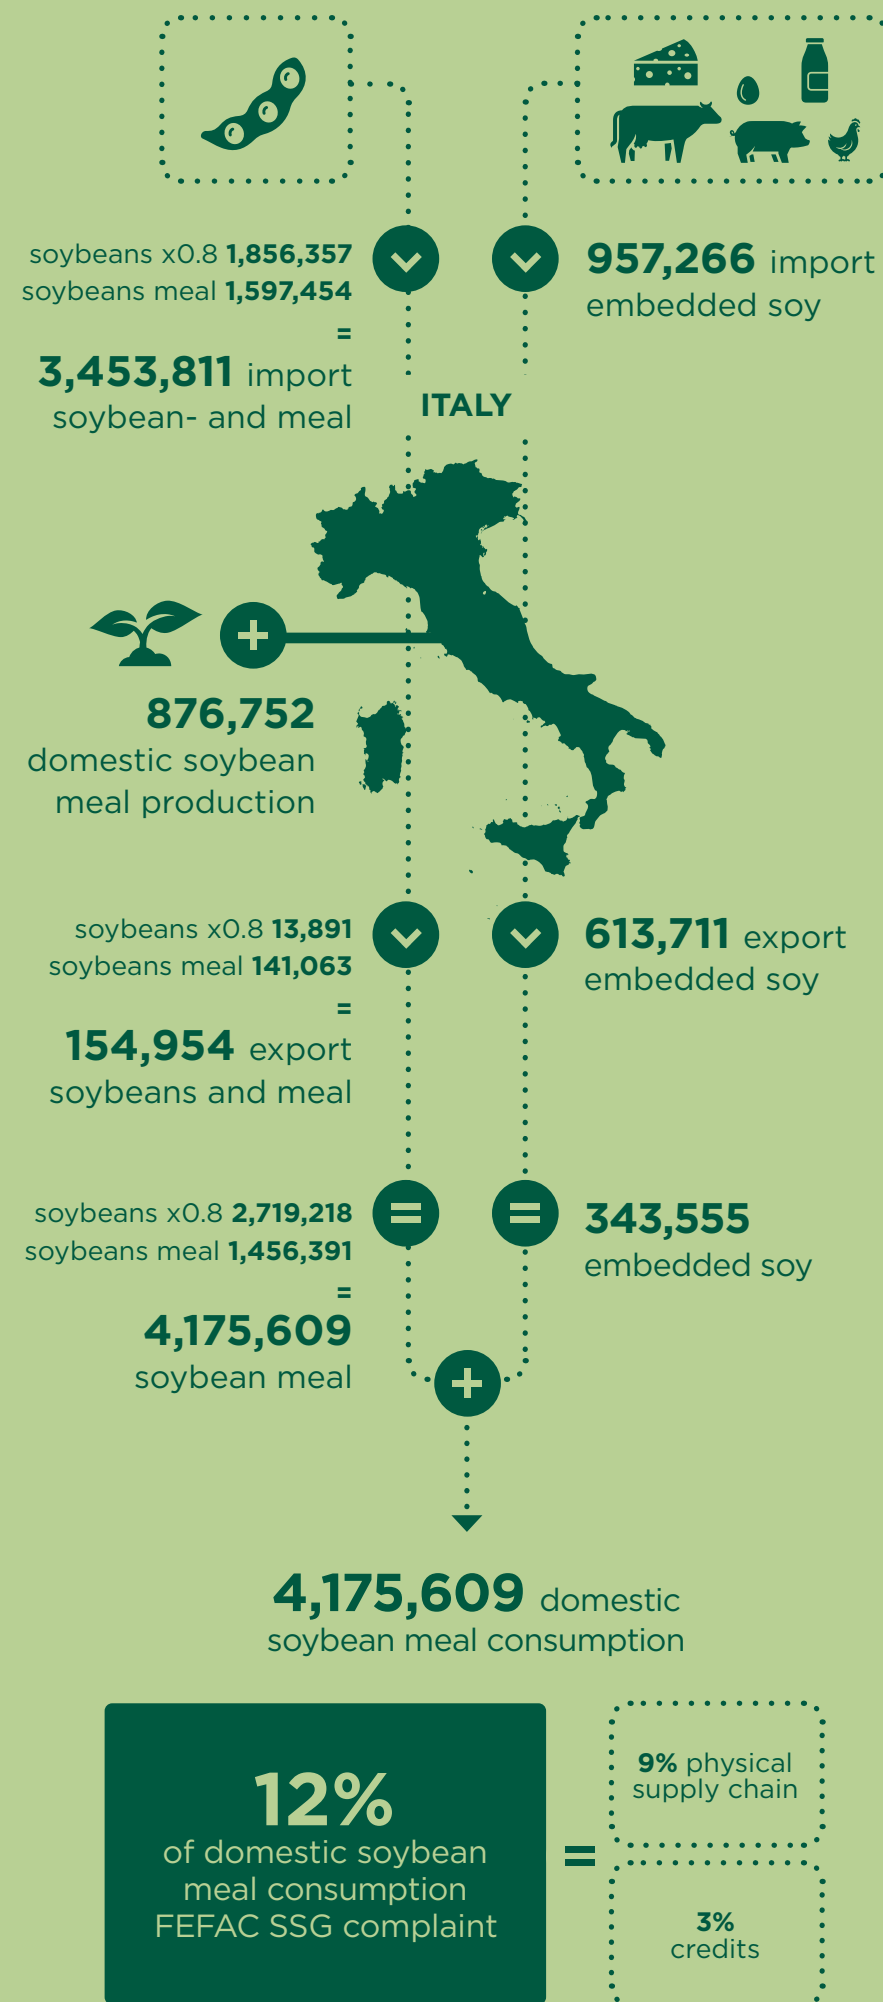 soybeans x0.8 1,856,357
soybeans meal 1,597,454
=
3,453,811 import
soybean- and meal
957,266 import
embedded soy
ITALY
876,752
domestic soybean
meal production
soybeans x0.8 13,891
soybeans meal 141,063
=
154,954 export
soybeans and meal
613,711 export
embedded soy
soybeans x0.8 2,719,218
soybeans meal 1,456,391
=
4,175,609
soybean meal
343,555
embedded soy
4,175,609 domestic
soybean meal consumption
12%
of domestic soybean
meal consumption
FEFAC SSG complaint
=
9% physical
supply chain
3%
credits